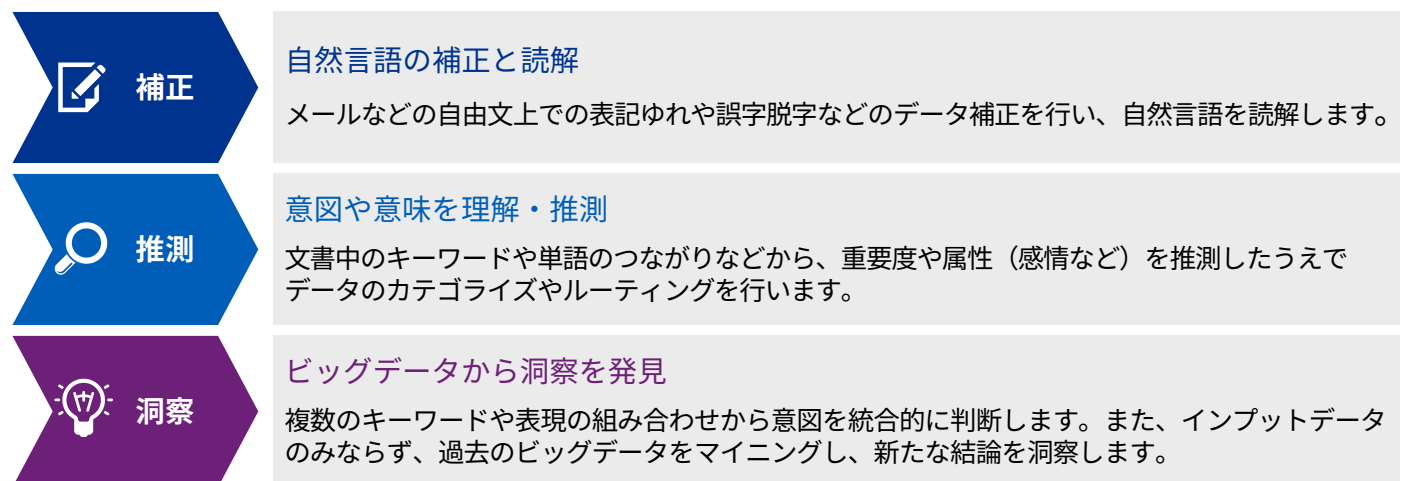 補正
自然言語の補正と読解
メールなどの自由文上での表記ゆれや誤字脱字などのデータ補正を行い、自然言語を読解します。
推測
意図や意味を理解・推測
文書中のキーワードや単語のつながりなどから、重要度や属性（感情など）を推測したうえで
データのカテゴライズやルーティングを行います。
洞察
ビッグデータから洞察を発見
複数のキーワードや表現の組み合わせから意図を統合的に判断します。また、インプットデータ
のみならず、過去のビッグデータをマイニングし、新たな結論を洞察します。